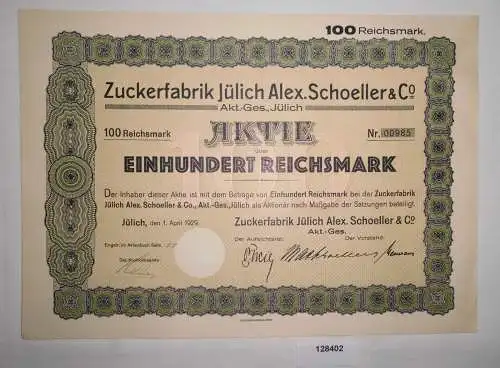 100 Reichsmark.
Zuckerfabrik Jülich Alex. Schoeller & Co
Akt.-Ges., Jülich
100 Reichsmark AKTIE Nr. 00985
über
EINHUNDERT REICHSMARK
Der Inhaber dieser Aktie ist mit dem Betrage von Einhundert Reichsmark bei der Zuckerfabrik
Jülich Alex. Schoeller & Co., Akt.-Ges., Jülich als Aktionär nach Maßgabe der Satzungen beteiligt.
Jülich, den 1. April 1929. Zuckerfabrik Jülich Alex. Schoeller & Co
Akt.-Ges.
Der Aufsichtsrat: Der Vorstand:
128402